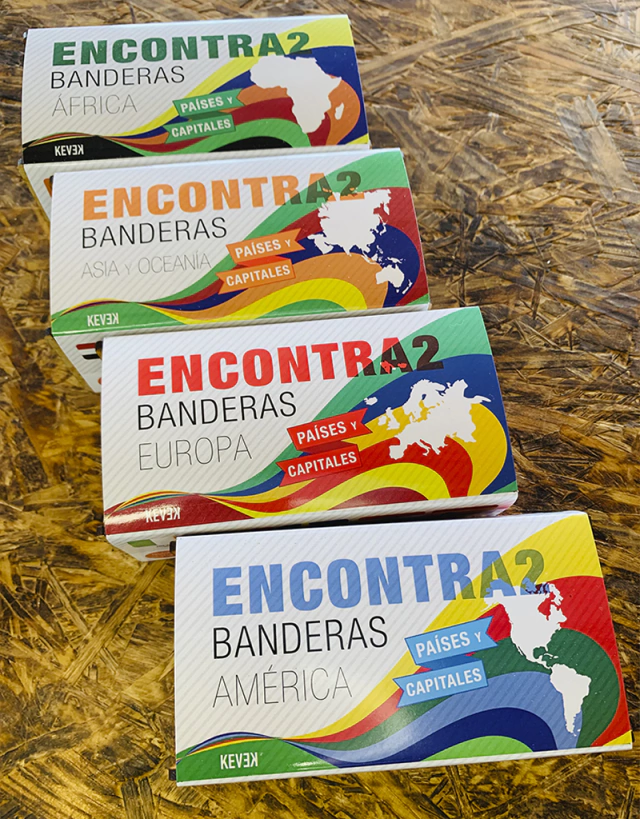 ENCONTRA2
BANDERAS
ÁFRICA
PAÍSES Y
CAPITALES
KEVEK
ENCONTRA2
BANDERAS
ASIA Y OCEANÍA
PAÍSES Y
CAPITALES
KEVEK
ENCONTRA2
BANDERAS
EUROPA
PAÍSES Y
CAPITALES
KEVEK
ENCONTRA2
BANDERAS
AMÉRICA
PAÍSES Y
CAPITALES
KEVEK